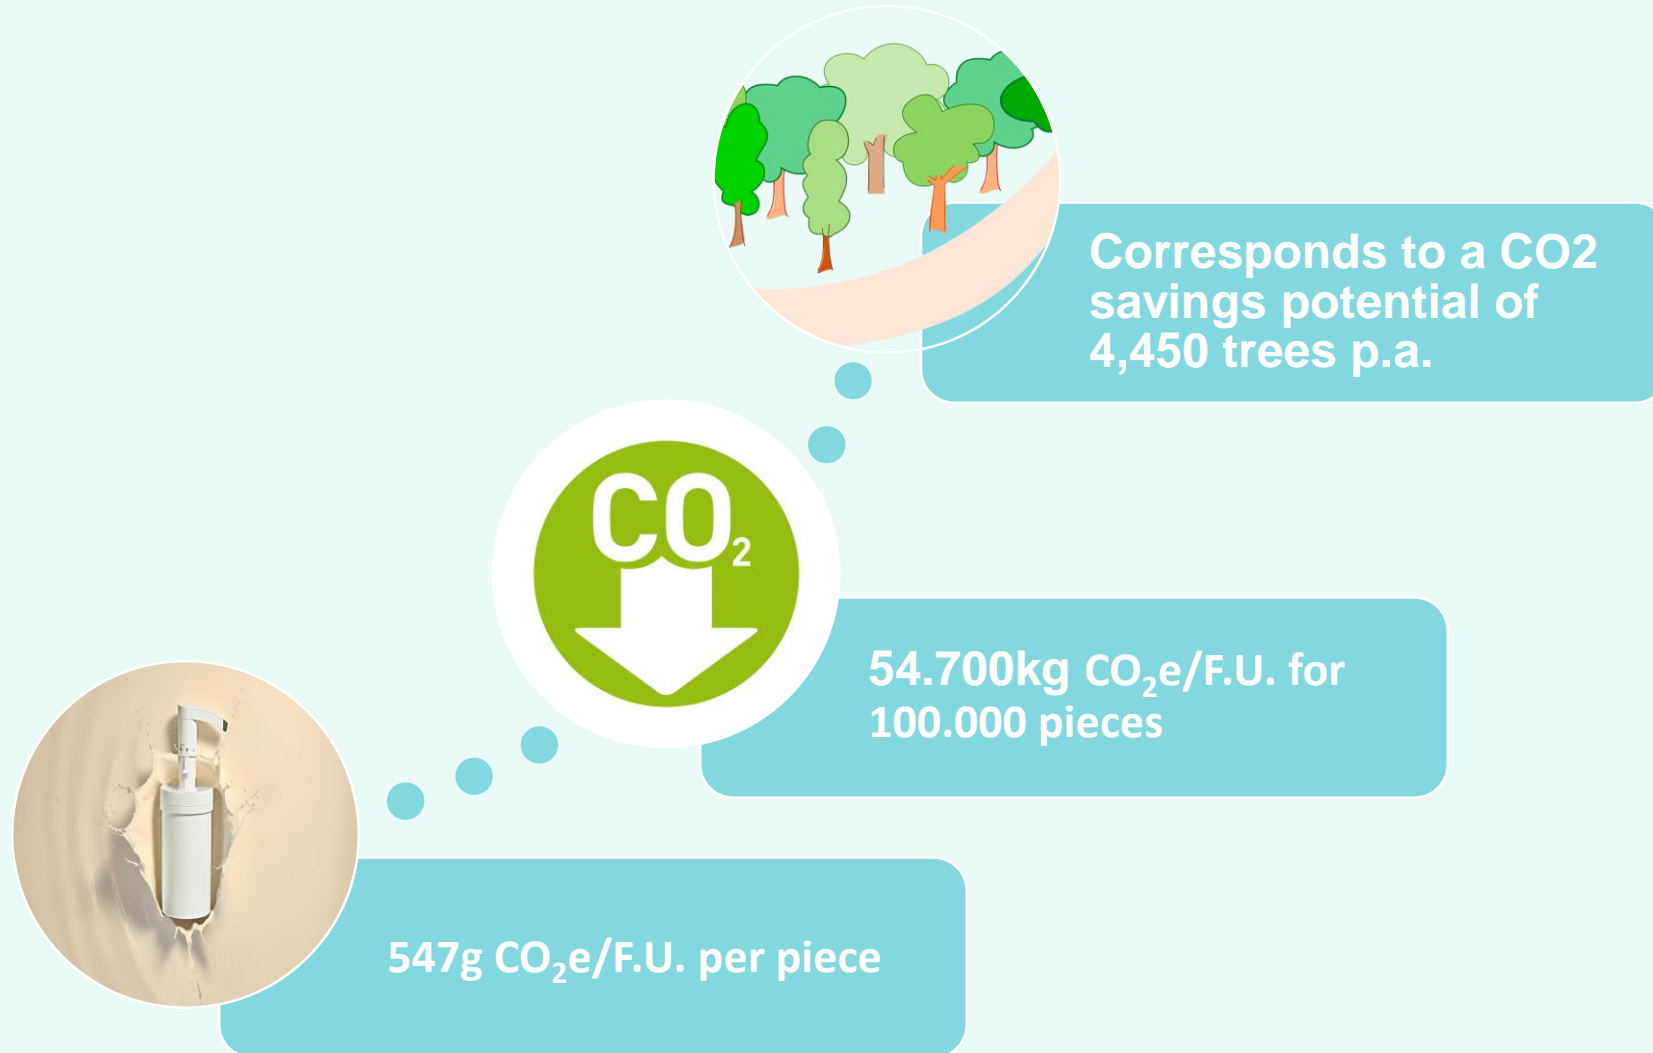 Corresponds to a CO2
savings potential of
4,450 trees p.a.
CO₂
54.700kg CO₂e/F.U. for
100.000 pieces
547g CO₂e/F.U. per piece